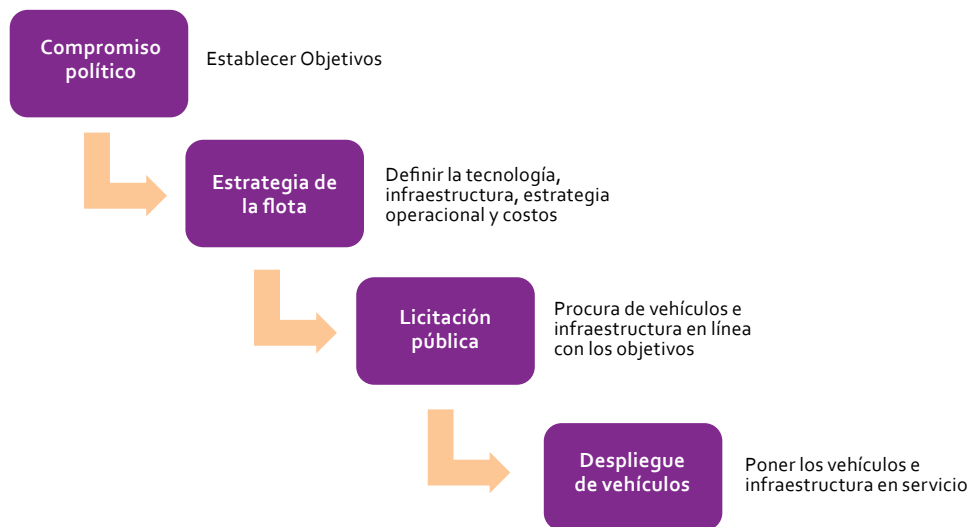 Compromiso
político
Establecer Objetivos
Estrategia de
la flota
Definir la tecnología,
infraestructura, estrategia
operacional y costos
Licitación
pública
Procura de vehículos e
infraestructura en línea
con los objetivos
Despliegue
de vehículos
Poner los vehículos e
infraestructura en servicio